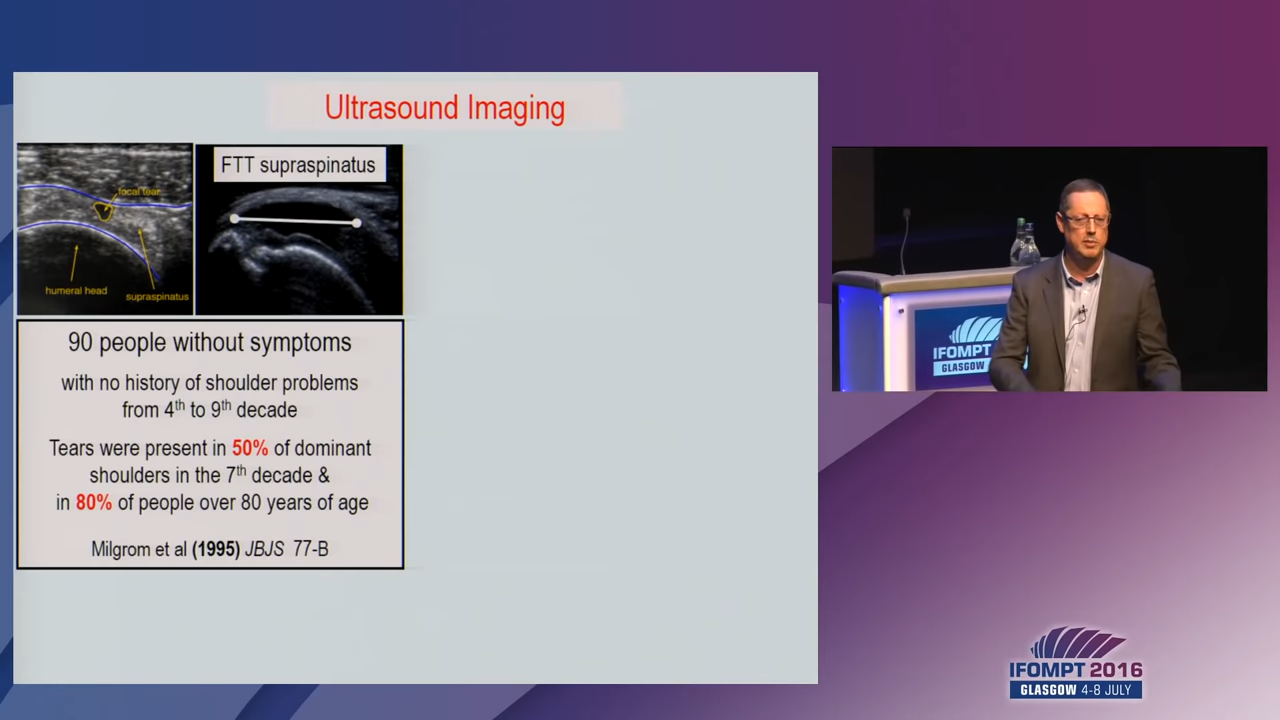 Ultrasound Imaging
focal tear
humeral head
supraspinatus
FTT supraspinatus
90 people without symptoms
with no history of shoulder problems
from 4th to 9th decade
Tears were present in 50% of dominant
shoulders in the 7th decade &
in 80% of people over 80 years of age
Milgrom et al (1995) JBJS 77-B
IFOMPT
GLASGOW
IFOMPT 2016
GLASGOW 4-8 JULY